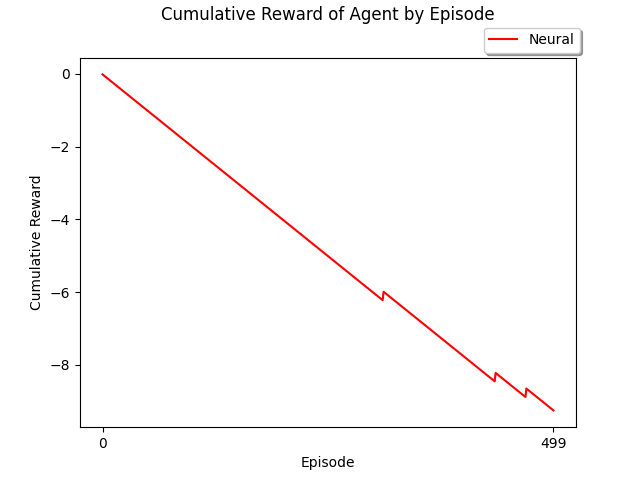 Cumulative Reward of Agent by Episode
Neural
0
−2
−4
−6
−8
Cumulative Reward
0
499
Episode